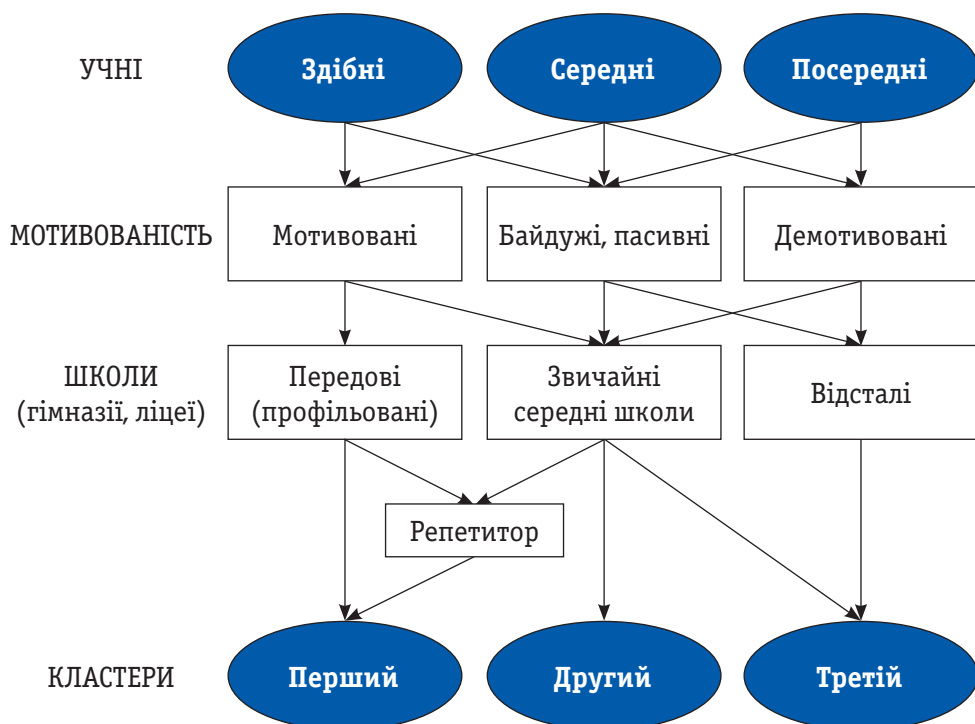 УЧНІ
Здібні
Середні
Посередні
МОТИВОВАНІСТЬ
Мотивовані
Байдужі, пасивні
Демотивовані
ШКОЛИ
(гімназії, ліцеї)
Передові
(профільовані)
Звичайні
середні школи
Відсталі
Репетитор
КЛАСТЕРИ
Перший
Другий
Третій